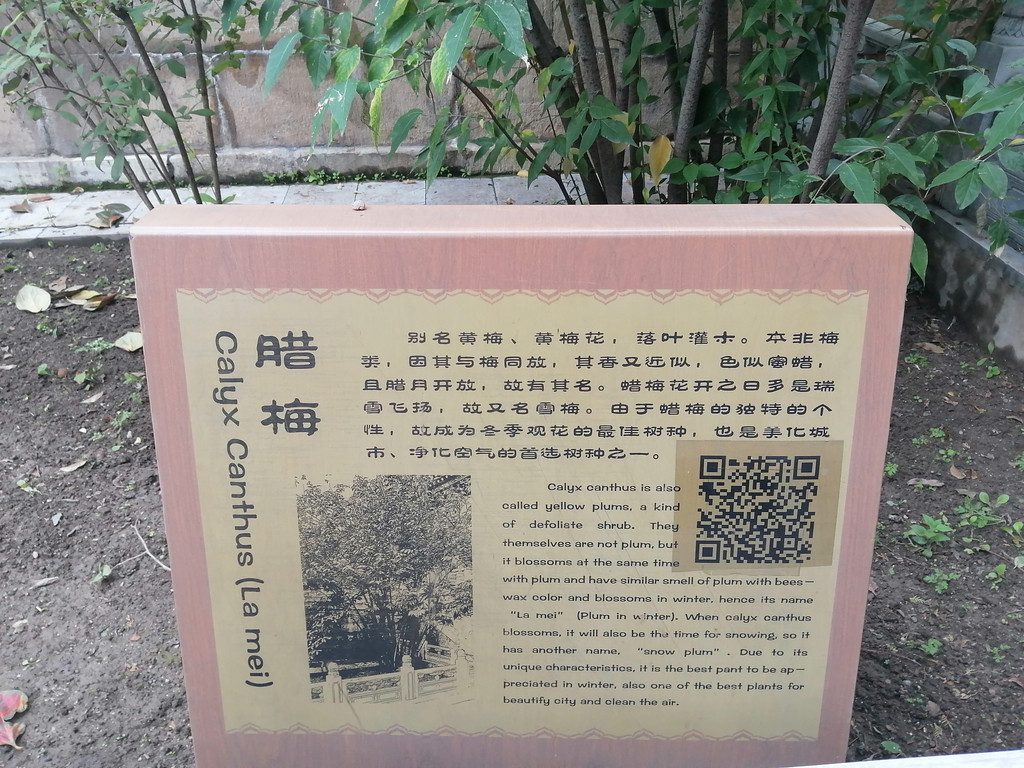 腊梅
Calyx Canthus (La mei)
别名黄梅、黄梅花，落叶灌木。本非梅
类，因其与梅同放，其香又近似，色似蜜蜡，
且腊月开放，故有其名。蜡梅花开之日多是瑞
雪飞扬，故又名雪梅。由于蜡梅的独特的个
性，故成为冬季观花的最佳树种，也是美化城
市、净化空气的首选树种之一。
Calyx canthus is also
called yellow plums, a kind
of defoliate shrub. They
themselves are not plum, but
it blossoms at the same time
with plum and have similar smell of plum with bees-
wax color and blossoms in winter, hence its name
"La mei" (Plum in winter). When calyx canthus
blossoms, it will also be the time for snowing, so it
has another name, "snow plum". Due to its
unique characteristics, it is the best pant to be ap-
preciated in winter, also one of the best plants for
beautify city and clean the air.